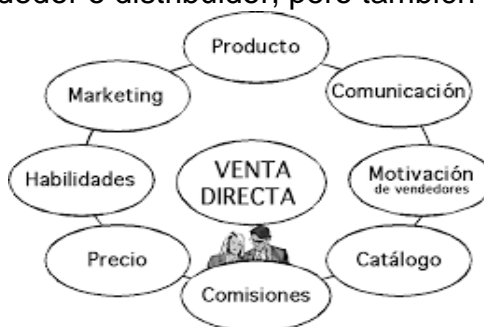 Producto
Marketing
Comunicación
Habilidades
VENTA
DIRECTA
Motivación
de vendedores
Precio
Catálogo
Comisiones